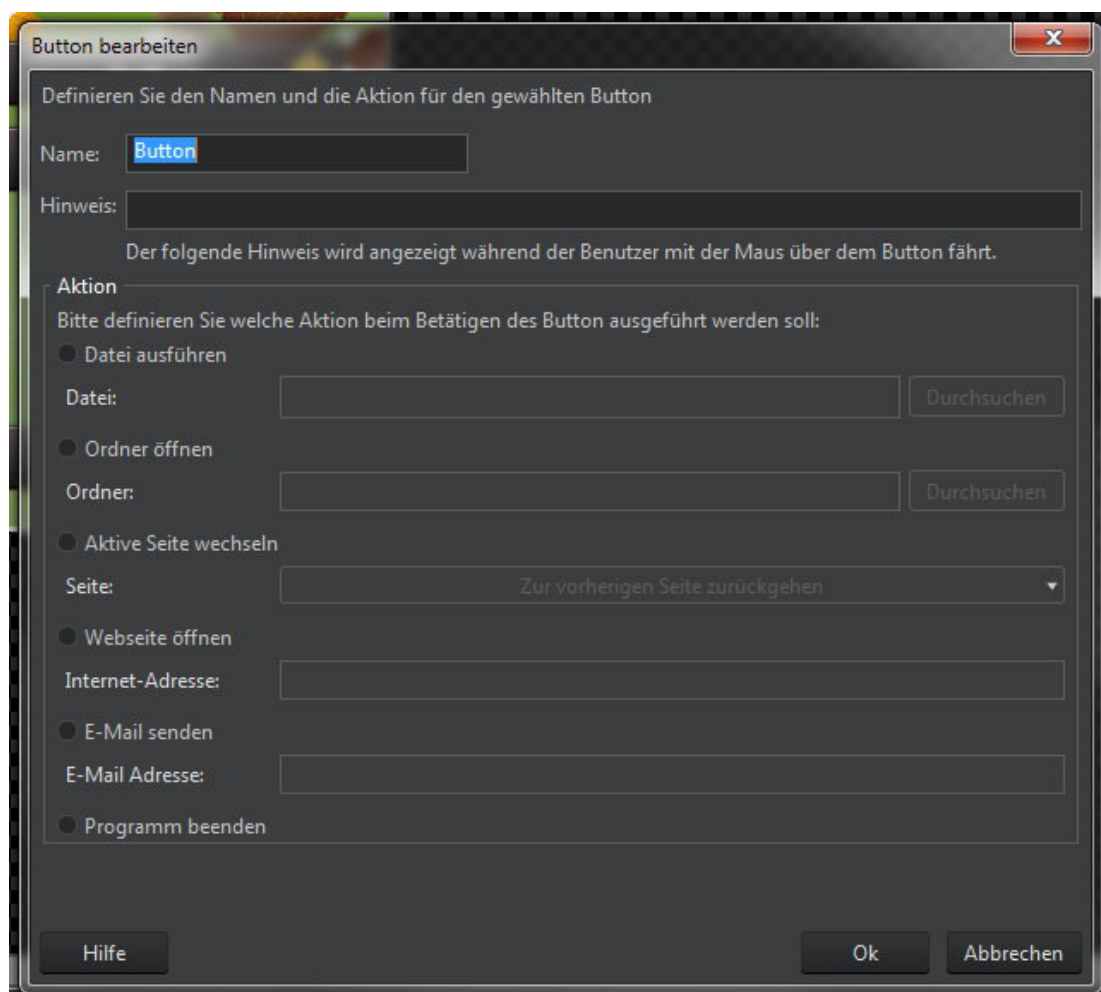 Button bearbeiten
Definieren Sie den Namen und die Aktion für den gewählten Button
Name: Button
Hinweis:
Der folgende Hinweis wird angezeigt während der Benutzer mit der Maus über dem Button fährt.
Aktion
Bitte definieren Sie welche Aktion beim Betätigen des Button ausgeführt werden soll:
Datei ausführen
Datei: Durchsuchen
Ordner öffnen
Ordner: Durchsuchen
Aktive Seite wechseln
Seite: Zur vorherigen Seite zurückgehen
Webseite öffnen
Internet-Adresse:
E-Mail senden
E-Mail Adresse:
Programm beenden
Hilfe Ok Abbrechen